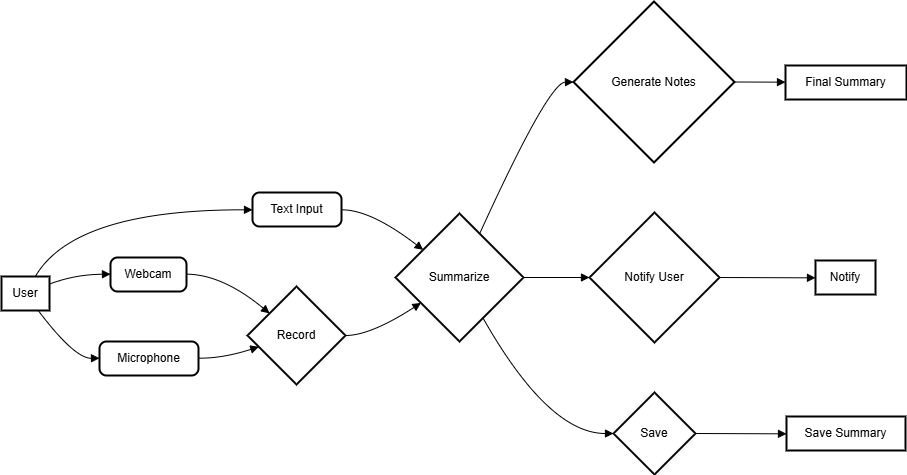 Generate Notes
Final Summary
Text Input
Webcam
Summarize
Notify User
Notify
User
Record
Microphone
Save
Save Summary